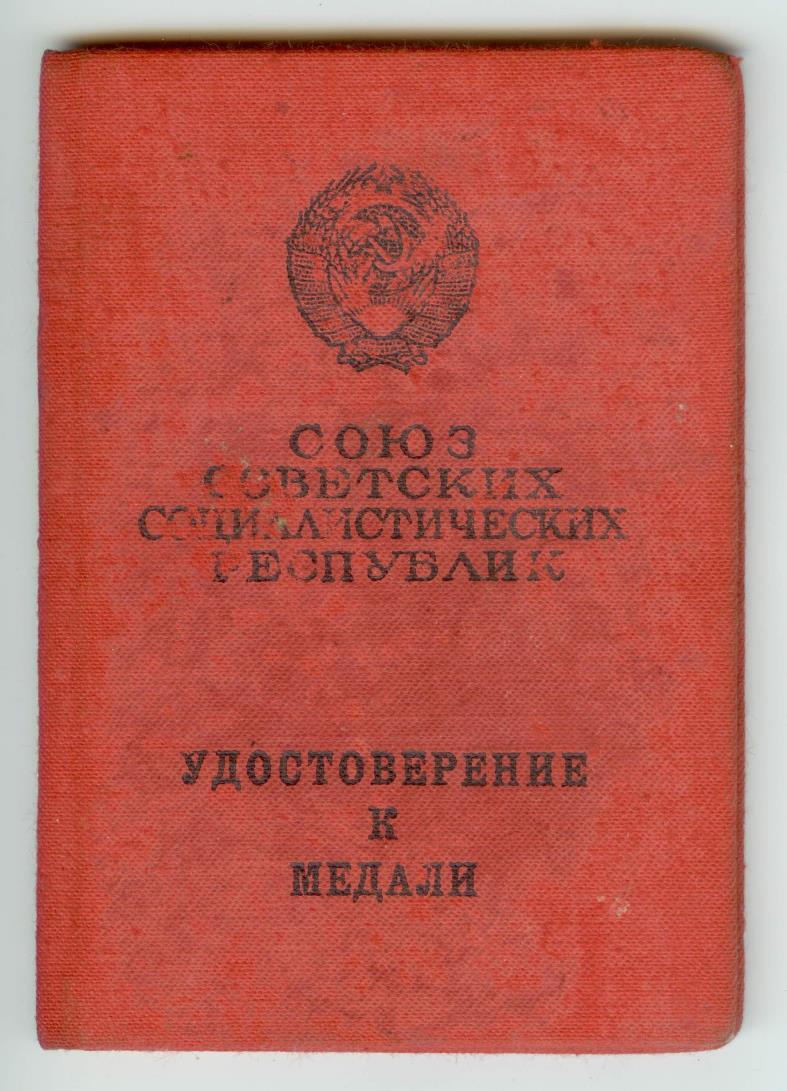 СОЮЗ
СОВЕТСКИХ
СОЦИАЛИСТИЧЕСКИХ
РЕСПУБЛИК
УДОСТОВЕРЕНИЕ
К
МЕДАЛИ